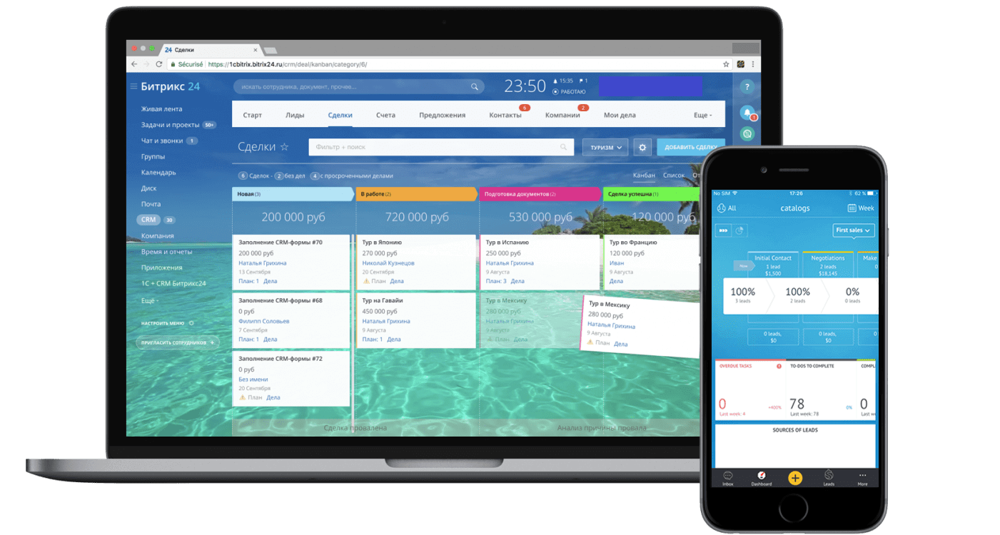 24 Сделки
Sécurisé https://1cbitrix.bitrix24.ru/crm/deal/kanban/category/6/
Битрикс 24
искать сотрудника, документ, прочее...
23:50
15:35 1
РАБОТАЮ
?
1
Живая лента
Задачи и проекты 50+
Чат и звонки 1
Группы
Календарь
Диск
Почта
CRM 30
Компания
Время и отчеты
Приложения
1С + CRM Битрикс24
Ещё -
НАСТРОИТЬ МЕНЮ
ПРИГЛАСИТЬ СОТРУДНИКОВ +
Старт Лиды Сделки Счета Предложения Контакты 6 Компании 2 Мои дела Еще -
Сделки
Фильтр + поиск
ТУРИЗМ
ДОБАВИТЬ СДЕЛКУ
6 Сделок - 2 без дел 4 с просроченными делами
Канбан Список
Новая (3)
200 000 руб
Заполнение CRM-формы #70
200 000 руб
Наталья Грихина
13 Сентября
План: 1 Дела
Заполнение CRM-формы #68
0 руб
Филипп Соловьев
7 Сентября
План: 1 Дела
Заполнение CRM-формы #72
0 руб
Без имени
20 Сентября
План Дела
В работе (2)
720 000 руб
Тур в Японию
270 000 руб
Николай Кузнецов
20 Сентября
План Дела
Тур на Гавайи
450 000 руб
Наталья Грихина
9 Августа
План: 1 Дела
Подготовка документов (2)
530 000 руб
Тур в Испанию
250 000 руб
Наталья Грихина
9 Августа
План: 3 Дела
Тур в Мексику
280 000 руб
Наталья Грихина
9 Августа
План Дела
Сделка успешна (1)
120 000 руб
Тур во Францию
120 000 руб
Иван
9 Августа
Дела
Тур в Мексику
280 000 руб
Наталья Грихина
9 Августа
План Дела
Сделка провалена
Анализ причины провала
No SIM 17:26 62 %
All catalogs Week
First sales
Now
Initial Contact
1 lead
$1,500
Negotiations
2 leads
$18,145
Make
0
100%
3 leads
100%
2 leads
0%
0 leads
0 leads,
$0
0 leads,
$0
0
$0
OVERDUE TASKS
0
+400%
Last week: 4
TO-DOS TO COMPLETE
78
0%
Last week: 78
COMPL
0
Last w
SOURCES OF LEADS
Inbox Dashboard Leads More